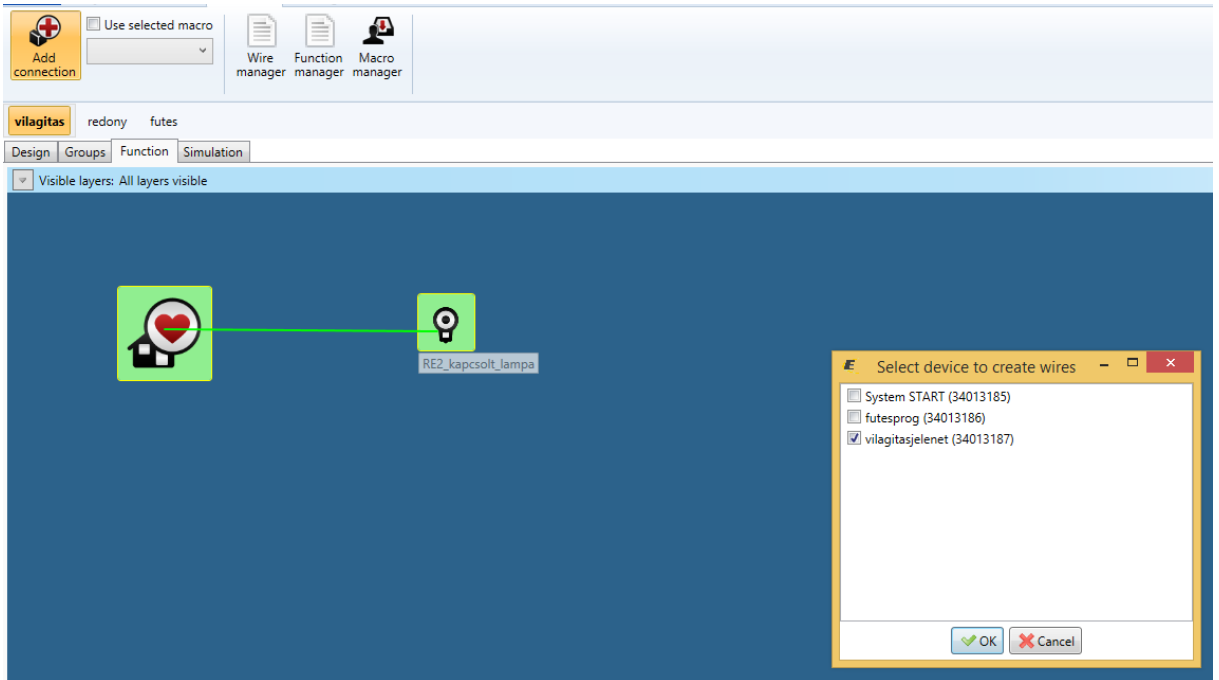 Add connection
Use selected macro
Wire manager
Function manager
Macro manager
vilagitas redony futes
Design Groups Function Simulation
Visible layers: All layers visible
RE2_kapcsolt_lampa
E Select device to create wires
System START (34013185)
futesprog (34013186)
vilagitasjelenet (34013187)
OK Cancel